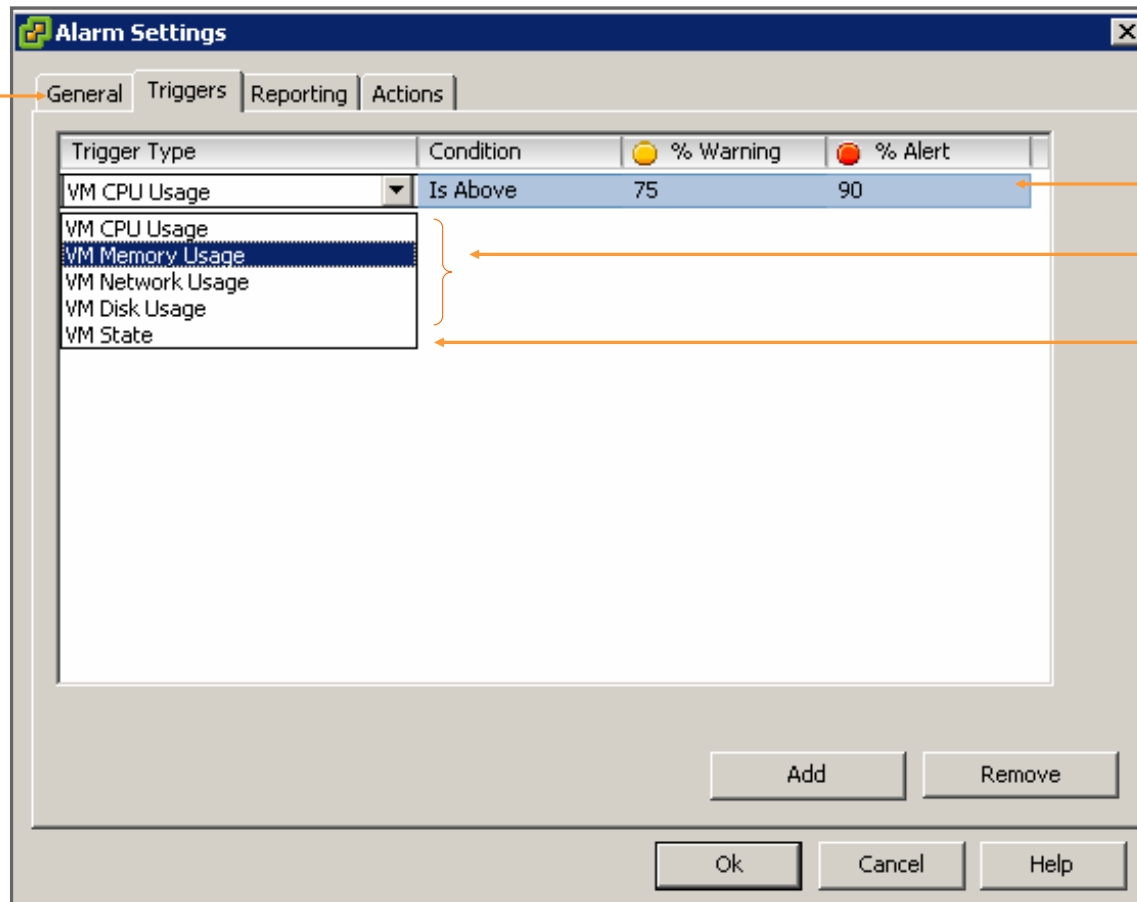 Alarm Settings
General Triggers Reporting Actions
Trigger Type Condition % Warning % Alert
VM CPU Usage Is Above 75 90
VM CPU Usage
VM Memory Usage
VM Network Usage
VM Disk Usage
VM State
Add Remove
Ok Cancel Help